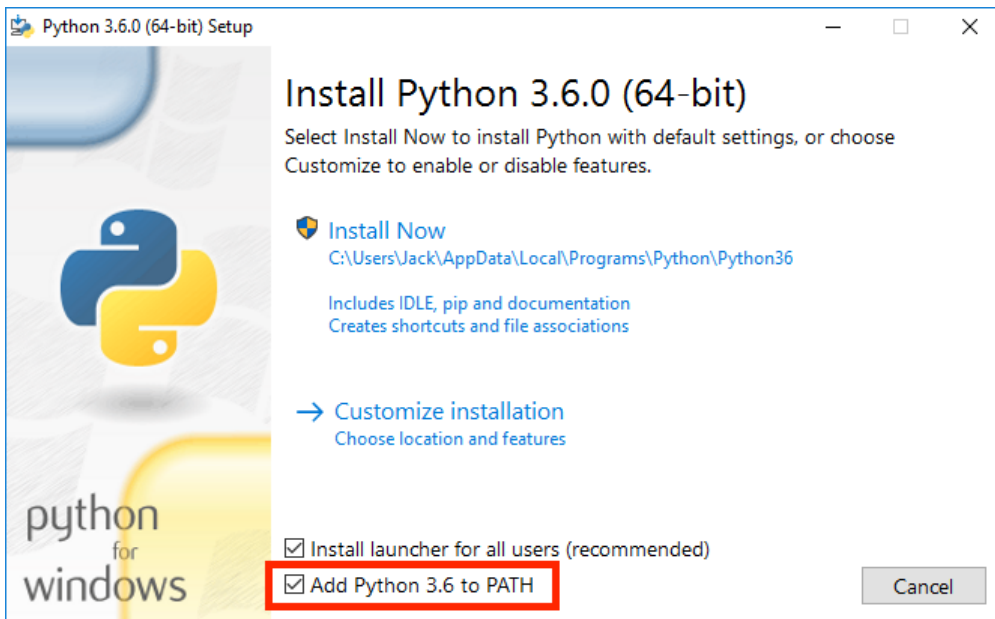 Python 3.6.0 (64-bit) Setup
Install Python 3.6.0 (64-bit)
Select Install Now to install Python with default settings, or choose
Customize to enable or disable features.
Install Now
C:\Users\Jack\AppData\Local\Programs\Python\Python36
Includes IDLE, pip and documentation
Creates shortcuts and file associations
Customize installation
Choose location and features
python
for
windows
Install launcher for all users (recommended)
Add Python 3.6 to PATH
Cancel